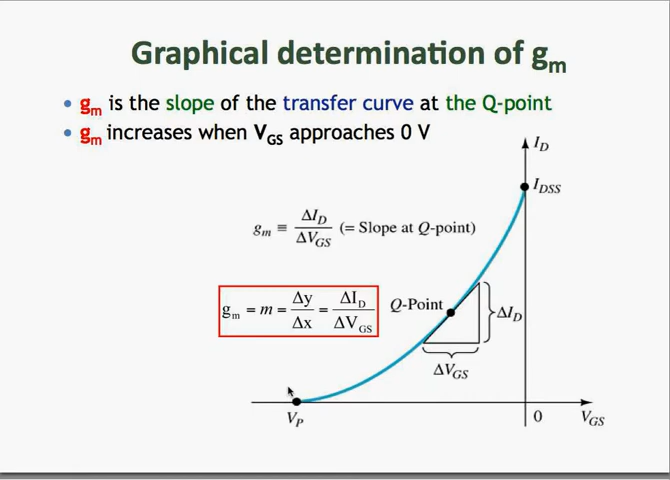 Graphical determination of gm
• gm is the slope of the transfer curve at the Q-point
• gm increases when VGS approaches 0 V
ID
IDSS
gm ≡ ΔID / ΔVGS (= Slope at Q-point)
gm = m = Δy / Δx = ΔID / ΔVGS
Q-Point
ΔID
ΔVGS
VP
0
VGS